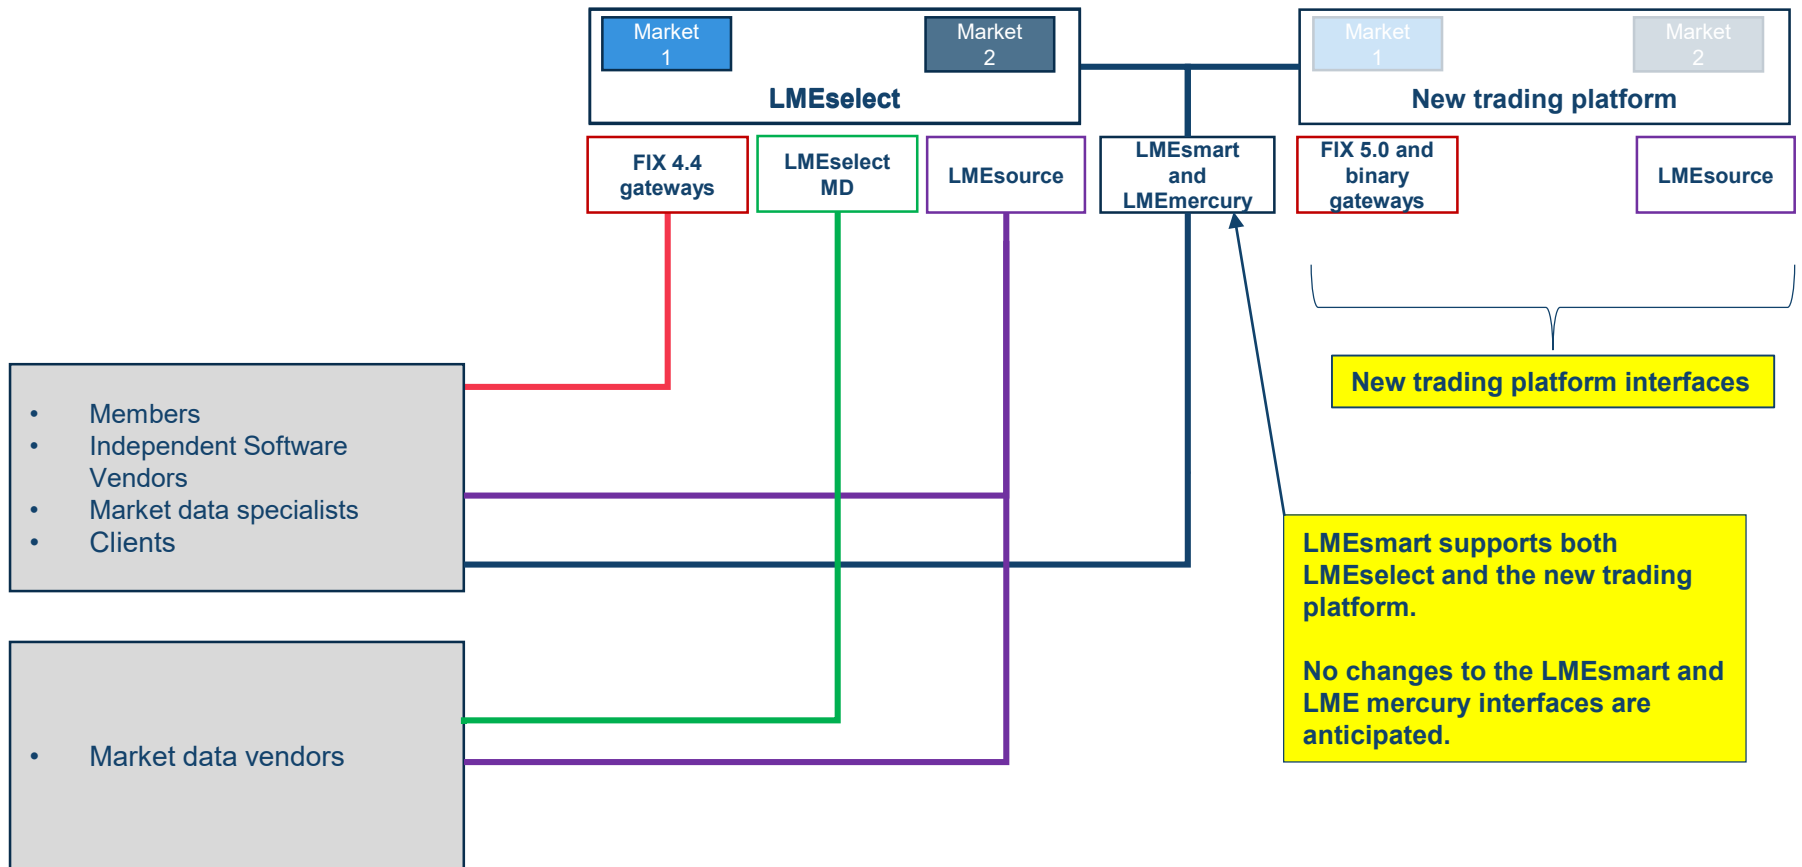 Market
1
Market
2
LMEselect
Market
1
Market
2
New trading platform
FIX 4.4
gateways
LMEselect
MD
LMEsource
LMEsmart
and
LMEmercury
FIX 5.0 and
binary
gateways
LMEsource
New trading platform interfaces
• Members
• Independent Software
Vendors
• Market data specialists
• Clients
LMEsmart supports both
LMEselect and the new trading
platform.
No changes to the LMEsmart and
LME mercury interfaces are
anticipated.
• Market data vendors